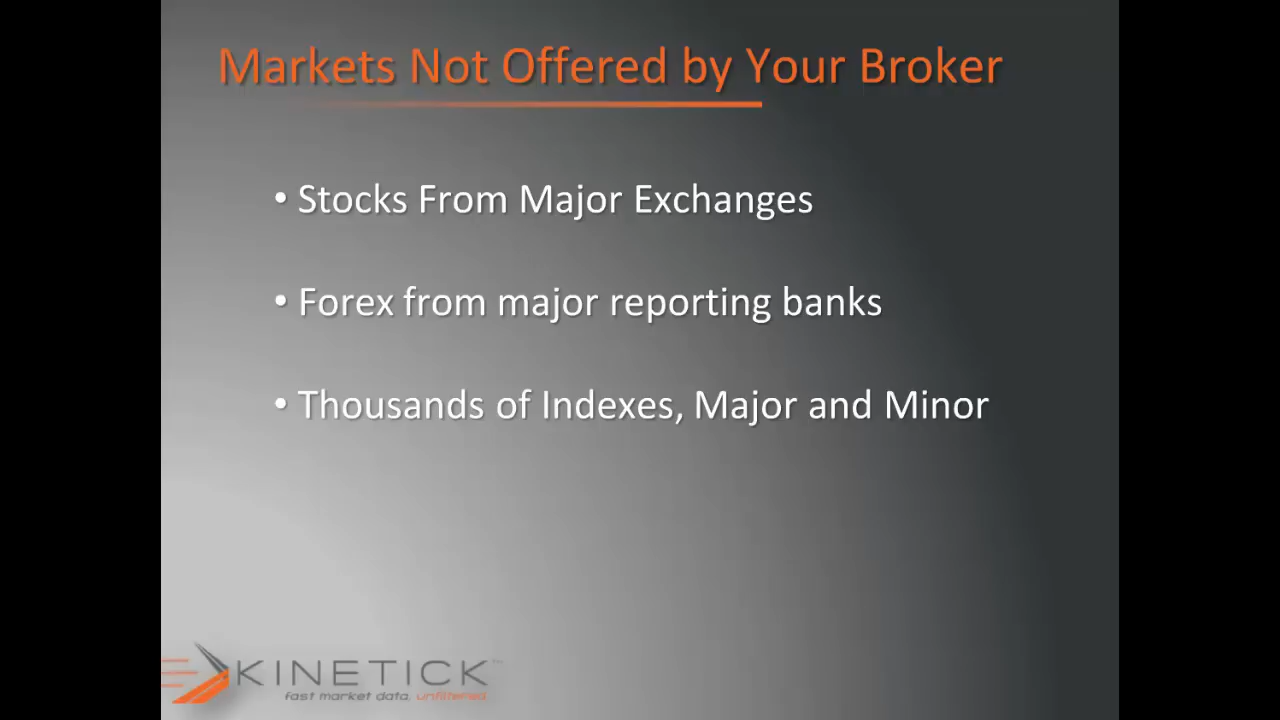 Markets Not Offered by Your Broker
• Stocks From Major Exchanges
• Forex from major reporting banks
• Thousands of Indexes, Major and Minor
KINETICK™
fast market data, unfiltered.